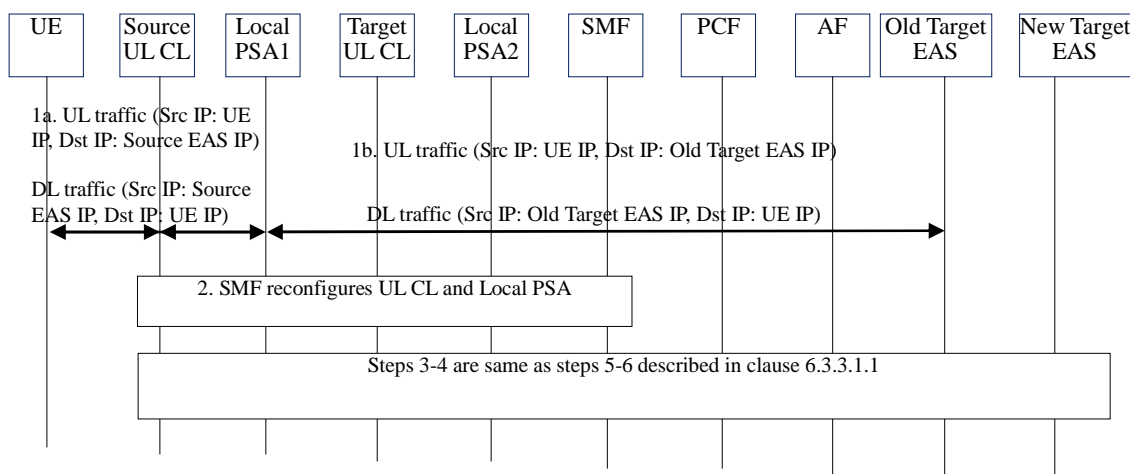 UE
Source
UL CL
Local
PSA1
Target
UL CL
Local
PSA2
SMF
PCF
AF
Old Target
EAS
New Target
EAS
1a. UL traffic (Src IP: UE
IP, Dst IP: Source EAS IP)
1b. UL traffic (Src IP: UE IP, Dst IP: Old Target EAS IP)
DL traffic (Src IP: Source
EAS IP, Dst IP: UE IP)
DL traffic (Src IP: Old Target EAS IP, Dst IP: UE IP)
2. SMF reconfigures UL CL and Local PSA
Steps 3-4 are same as steps 5-6 described in clause 6.3.3.1.1